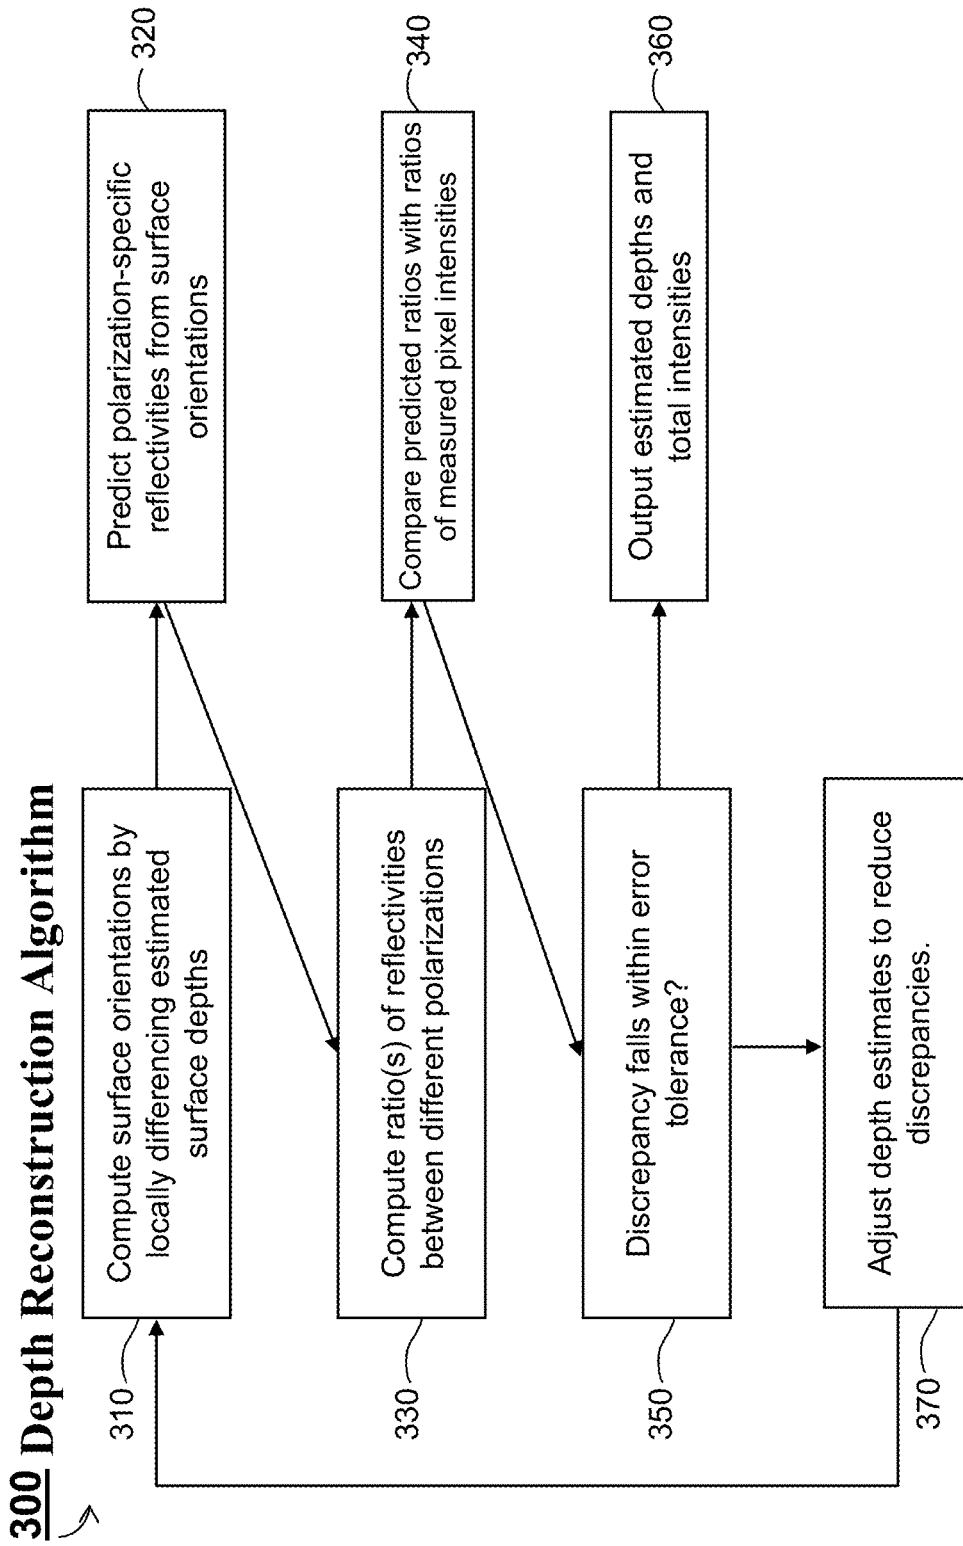 300 Depth Reconstruction Algorithm
310
Compute surface orientations by
locally differencing estimated
surface depths
320
Predict polarization-specific
reflectivities from surface
orientations
330
Compute ratio(s) of reflectivities
between different polarizations
340
Compare predicted ratios with ratios
of measured pixel intensities
350
Discrepancy falls within error
tolerance?
360
Output estimated depths and
total intensities
370
Adjust depth estimates to reduce
discrepancies.